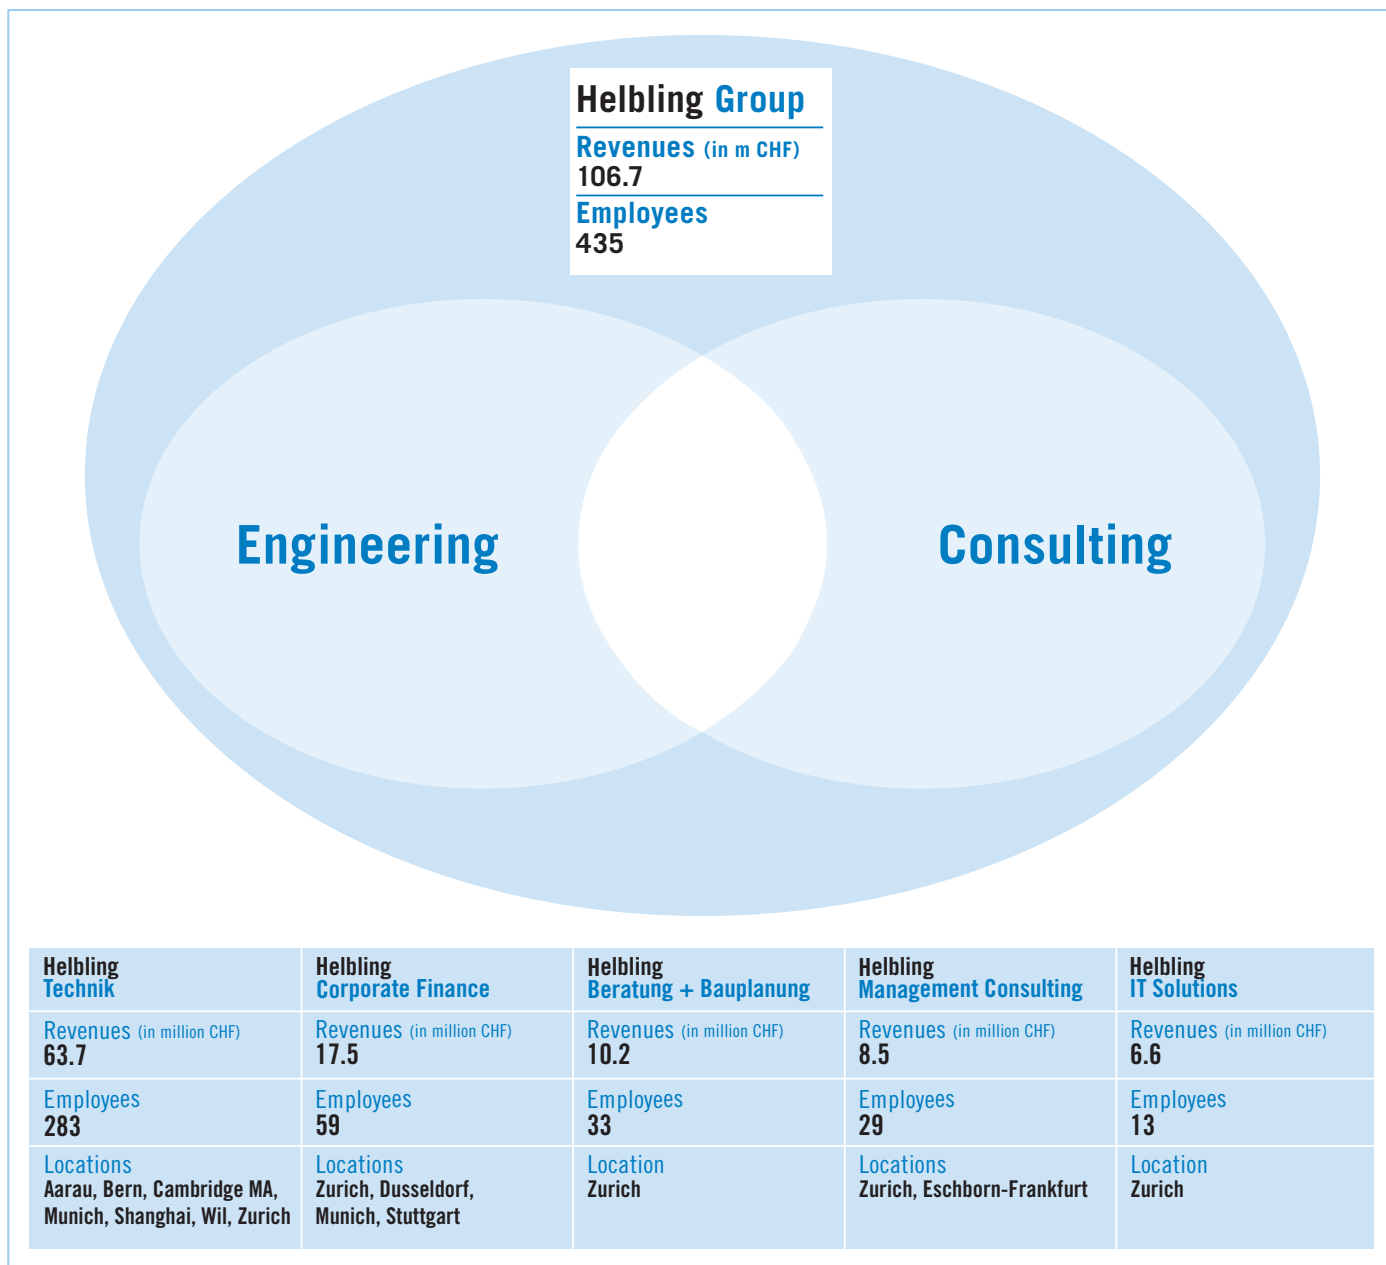 Helbling Group
Revenues (in m CHF)
106.7
Employees
435
Engineering
Consulting
Helbling
Technik
Revenues (in million CHF)
63.7
Employees
283
Locations
Aarau, Bern, Cambridge MA,
Munich, Shanghai, Wil, Zurich
Helbling
Corporate Finance
Revenues (in million CHF)
17.5
Employees
59
Locations
Zurich, Dusseldorf,
Munich, Stuttgart
Helbling
Beratung + Bauplanung
Revenues (in million CHF)
10.2
Employees
33
Location
Zurich
Helbling
Management Consulting
Revenues (in million CHF)
8.5
Employees
29
Locations
Zurich, Eschborn-Frankfurt
Helbling
IT Solutions
Revenues (in million CHF)
6.6
Employees
13
Location
Zurich